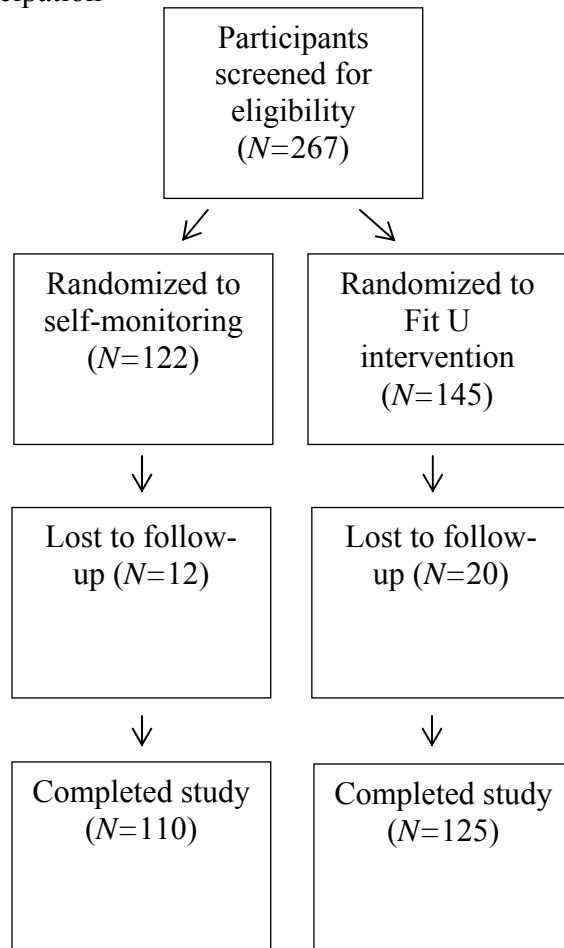 Participants
screened for
eligibility
(N=267)
Randomized to
self-monitoring
(N=122)
Randomized to
Fit U
intervention
(N=145)
Lost to follow-
up (N=12)
Lost to follow-
up (N=20)
Completed study
(N=110)
Completed study
(N=125)